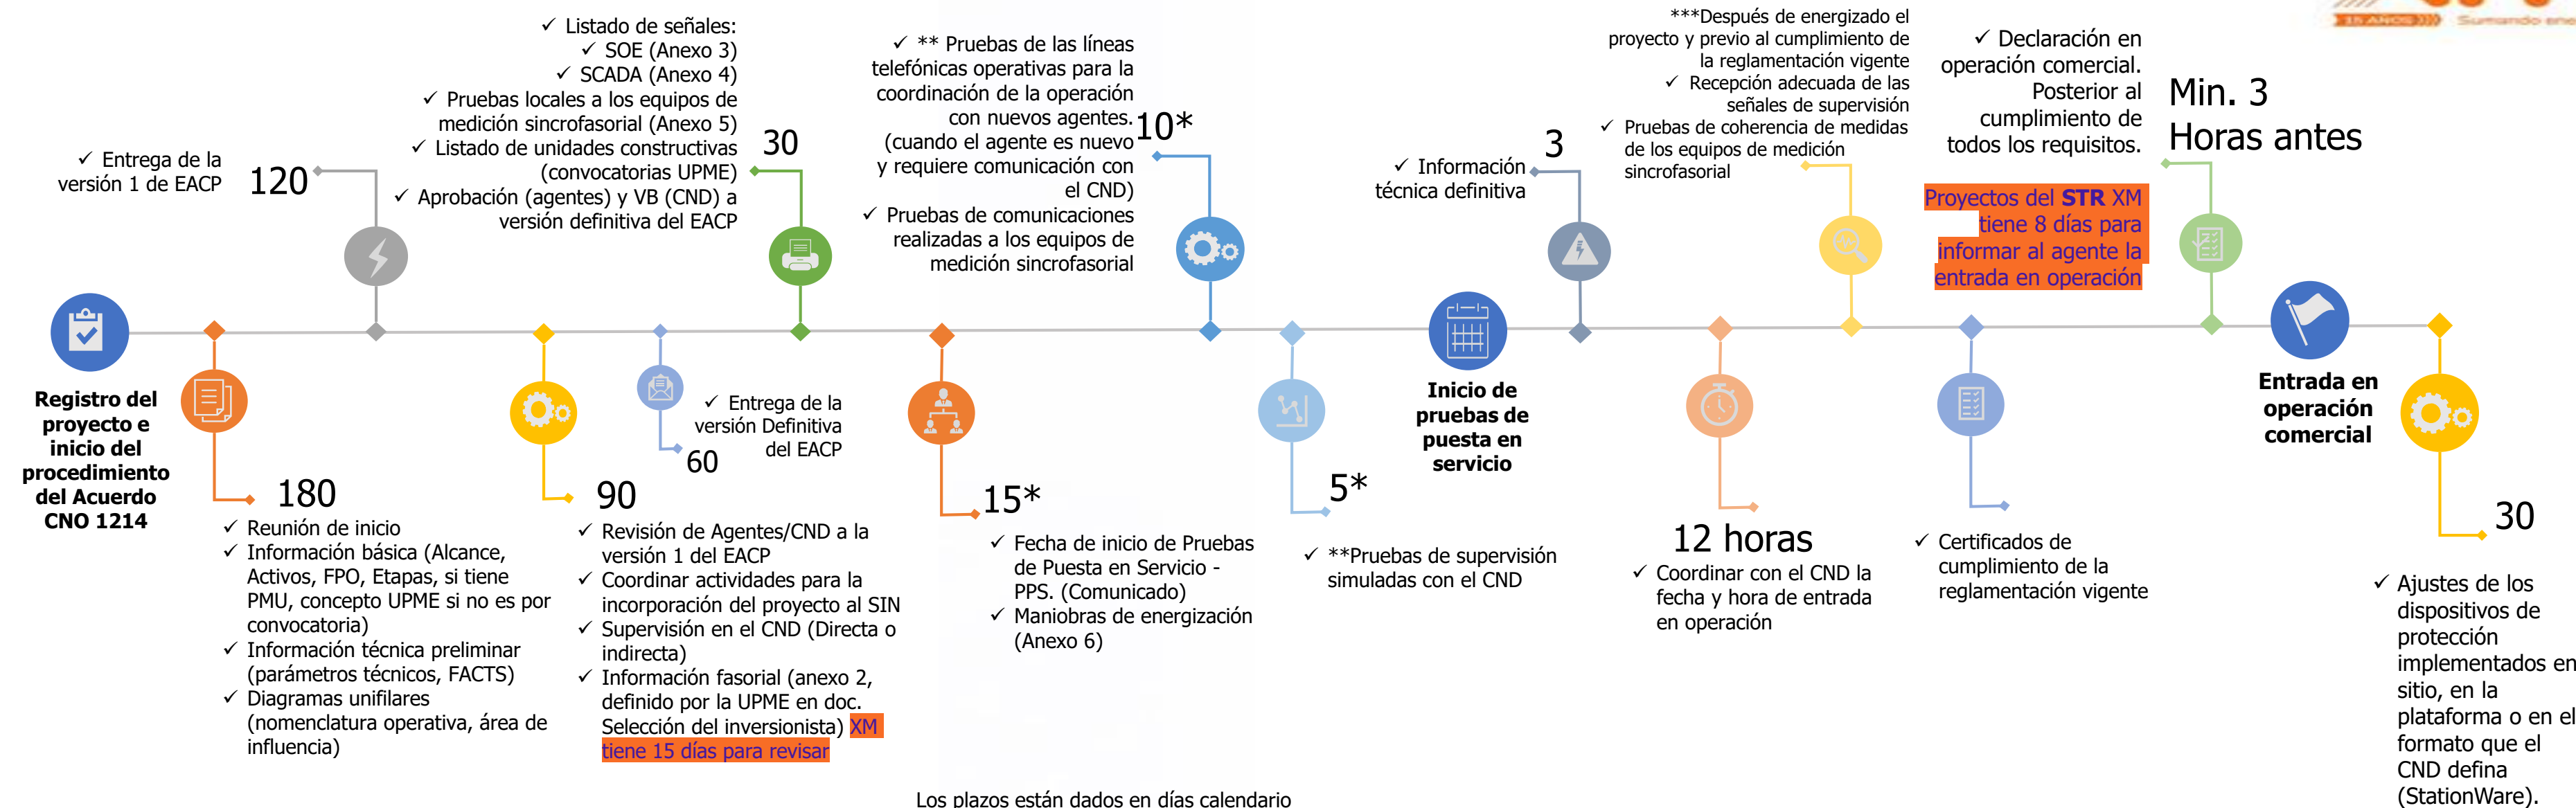 15 AÑOS
Sumando
✓ Entrega de la
versión 1 de EACP
120
✓ Listado de señales:
✓ SOE (Anexo 3)
✓ SCADA (Anexo 4)
✓ Pruebas locales a los equipos de
medición sincrofasorial (Anexo 5)
✓ Listado de unidades constructivas
(convocatorias UPME)
✓ Aprobación (agentes) y VB (CND) a
versión definitiva del EACP
30
✓ ** Pruebas de las líneas
telefónicas operativas para la
coordinación de la operación
con nuevos agentes.
(cuando el agente es nuevo
y requiere comunicación con
el CND)
✓ Pruebas de comunicaciones
realizadas a los equipos de
medición sincrofasorial
10*
✓ Información
técnica definitiva
3
***Después de energizado el
proyecto y previo al cumplimiento de
la reglamentación vigente
✓ Recepción adecuada de las
señales de supervisión
✓ Pruebas de coherencia de medidas
de los equipos de medición
sincrofasorial
✓ Declaración en
operación comercial.
Posterior al
cumplimiento de
todos los requisitos.
Proyectos del STR XM
tiene 8 días para
informar al agente la
entrada en operación
Min. 3
Horas antes
Registro del
proyecto e
inicio del
procedimiento
del Acuerdo
CNO 1214
180
✓ Reunión de inicio
✓ Información básica (Alcance,
Activos, FPO, Etapas, si tiene
PMU, concepto UPME si no es por
convocatoria)
✓ Información técnica preliminar
(parámetros técnicos, FACTS)
✓ Diagramas unifilares
(nomenclatura operativa, área de
influencia)
90
✓ Revisión de Agentes/CND a la
versión 1 del EACP
✓ Coordinar actividades para la
incorporación del proyecto al SIN
✓ Supervisión en el CND (Directa o
indirecta)
✓ Información fasorial (anexo 2,
definido por la UPME en doc.
Selección del inversionista) XM
tiene 15 días para revisar
✓ Entrega de la
versión Definitiva
del EACP
60
15*
✓ Fecha de inicio de Pruebas
de Puesta en Servicio -
PPS. (Comunicado)
✓ Maniobras de energización
(Anexo 6)
5*
✓ **Pruebas de supervisión
simuladas con el CND
Inicio de
pruebas de
puesta en
servicio
12 horas
✓ Coordinar con el CND la
fecha y hora de entrada
en operación
✓ Certificados de
cumplimiento de la
reglamentación vigente
Entrada en
operación
comercial
30
✓ Ajustes de los
dispositivos de
protección
implementados en
sitio, en la
plataforma o en el
formato que el
CND defina
(StationWare).
Los plazos están dados en días calendario